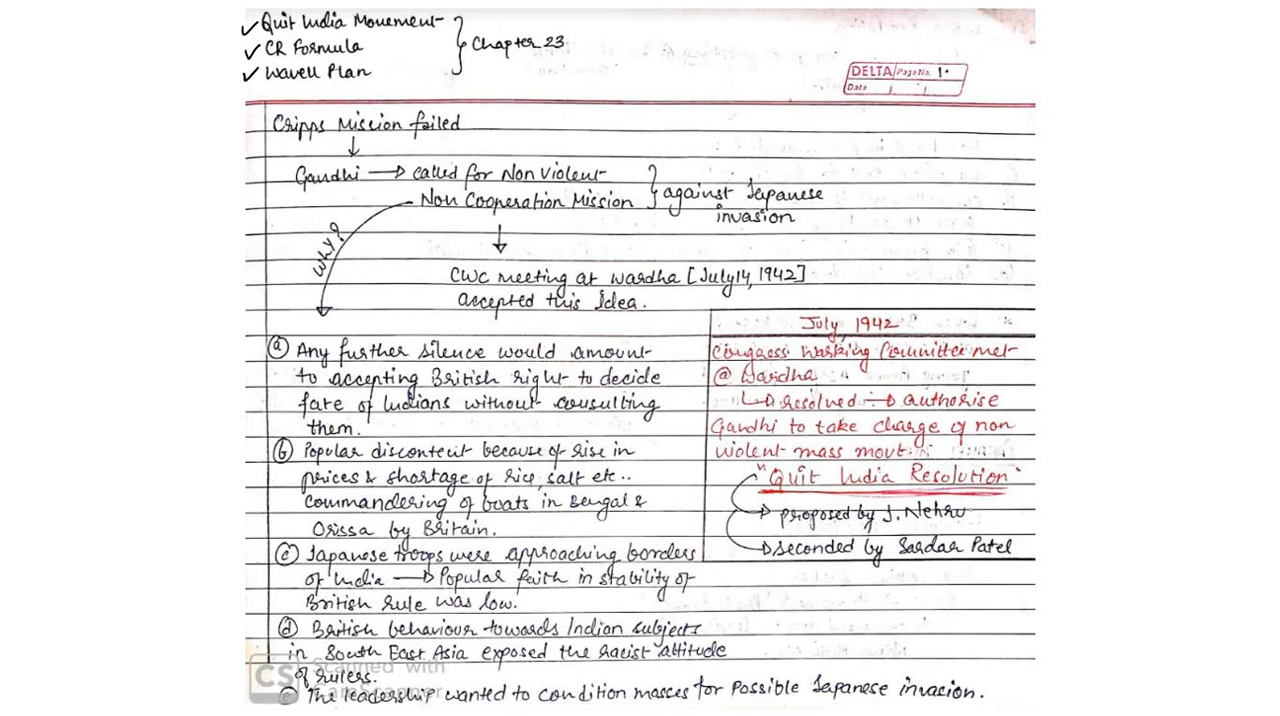 ✓ Quit India Movement
✓ CR Formula
✓ Wavell Plan
Chapter 23
DELTA Page No. 1.
Date
Cripps Mission failed
↓
Gandhi → called for Non Violent
Non Cooperation Mission
against Japanese
invasion
Why?
↓
CWC meeting at Wardha [July 14, 1942]
accepted this Idea.
(a) Any further silence would amount
to accepting British right to decide
fate of Indians without consulting
them.
(b) Popular discontent because of rise in
prices & shortage of rice, salt etc..
commandering of boats in Bengal &
Orissa by Britain.
(c) Japanese troops were approaching borders
of India → Popular faith in stability of
British rule was low.
(d) British behaviour towards Indian subjects
in South East Asia exposed the racist attitude
of rulers.
(e) The leadership wanted to condition masses for Possible Japanese invasion.
July, 1942
Congress Working Committee met
@ Wardha
↳ resolved → authorise
Gandhi to take charge of non
violent mass movt.
"Quit India Resolution"
→ proposed by J. Nehru
→ seconded by Sardar Patel
CS Scanned with
CamScanner